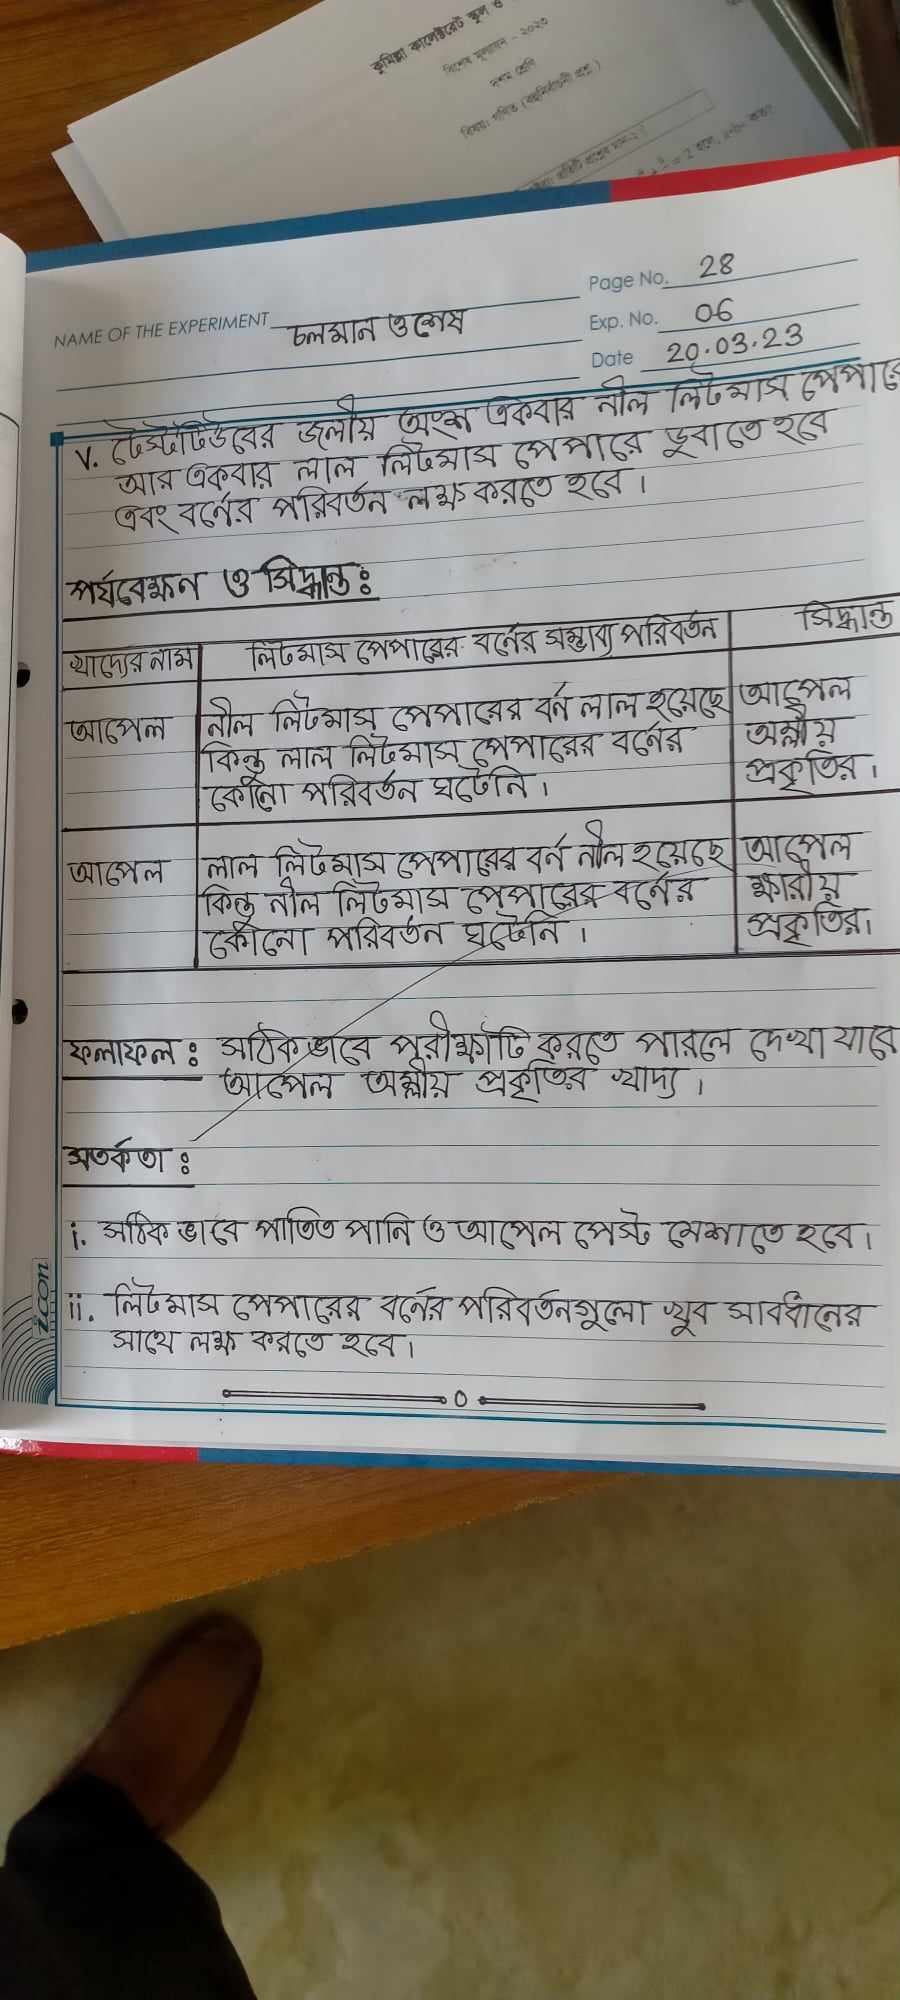 কুমিল্লা কালেক্টরেট স্কুল ও
বিশেষ মূল্যায়ন - ২০২৩
দশম শ্রেণি
বিষয়: গণিত (বহুনির্বাচনী প্রশ্ন)
Page No. 28
NAME OF THE EXPERIMENT চলমান ও শেষ
Exp. No. 06
Date 20.03.23
v. টেস্টটিউবের জলীয় অংশ একবার নীল লিটমাস পেপারে
আর একবার লাল লিটমাস পেপারে ডুবাতে হবে
এবং বর্নের পরিবর্তন লক্ষ করতে হবে।
পর্যবেক্ষন ও সিদ্ধান্ত:
খাদ্যের নাম লিটমাস পেপারের বর্নের সম্ভাব্য পরিবর্তন সিদ্ধান্ত
আপেল নীল লিটমাস পেপারের বর্ন লাল হয়েছে আপেল
কিন্তু লাল লিটমাস পেপারের বর্নের অম্লীয়
কোনো পরিবর্তন ঘটেনি। প্রকৃতির।
আপেল লাল লিটমাস পেপারের বর্ন নীল হয়েছে আপেল
কিন্তু নীল লিটমাস পেপারের বর্নের ক্ষারীয়
কোনো পরিবর্তন ঘটেনি। প্রকৃতির।
ফলাফল: সঠিকভাবে পরীক্ষাটি করতে পারলে দেখা যাবে
আপেল অম্লীয় প্রকৃতির খাদ্য।
সতর্কতা:
i. সঠিক ভাবে পাতিত পানি ও আপেল পেস্ট মেশাতে হবে।
ii. লিটমাস পেপারের বর্নের পরিবর্তনগুলো খুব সাবধানের
সাথে লক্ষ করতে হবে।
icon